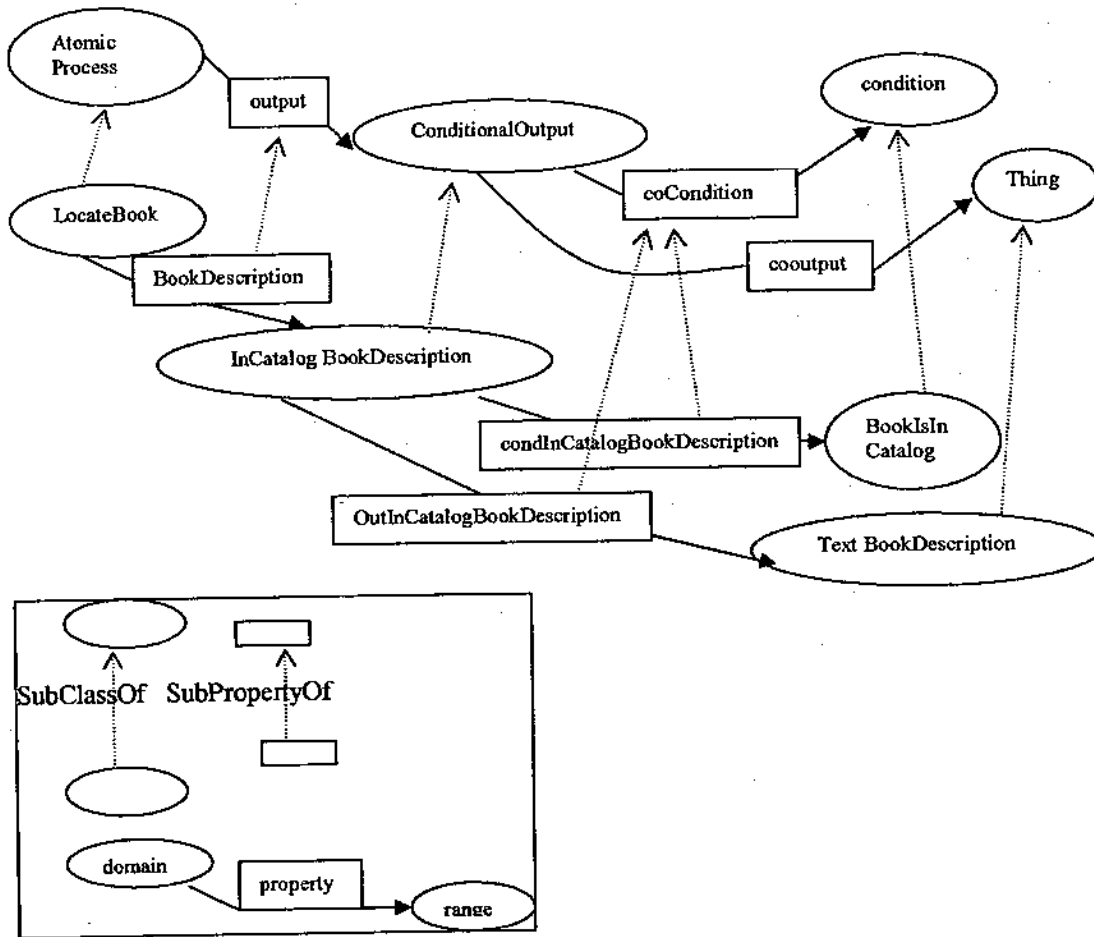 Atomic
Process
output
condition
ConditionalOutput
Thing
coCondition
LocateBook
cooutput
BookDescription
InCatalog BookDescription
BookIsIn
Catalog
condInCatalogBookDescription
OutInCatalogBookDescription
Text BookDescription
SubClassOf
SubPropertyOf
domain
property
range